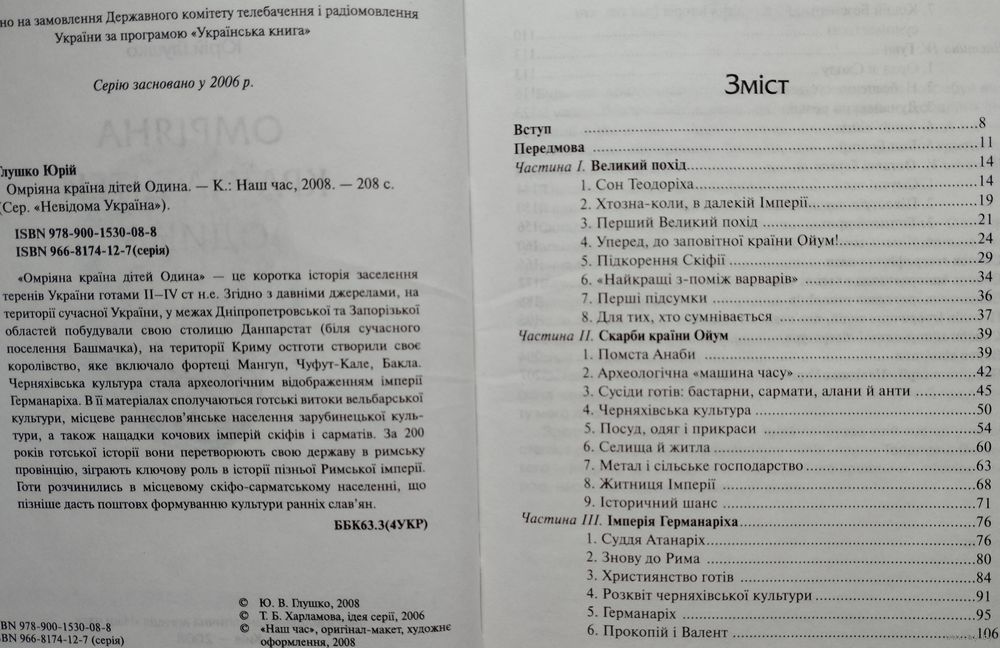 но на замовлення Державного комітету телебачення і радіомовлення
України за програмою «Українська книга»
Серію засновано у 2006 р.
Глушко Юрій
Омріяна країна дітей Одина. — К.: Наш час, 2008. — 208 с.
(Сер. «Невідома Україна»).
ISBN 978-900-1530-08-8
ISBN 966-8174-12-7(серія)
«Омріяна країна дітей Одина» — це коротка історія заселення
теренів України готами II–IV ст н.е. Згідно з давніми джерелами, на
території сучасної України, у межах Дніпропетровської та Запорізької
областей побудували свою столицю Данпарстат (біля сучасного
поселення Башмачка), на території Криму остготи створили своє
королівство, яке включало фортеці Мангуп, Чуфут-Кале, Бакла.
Черняхівська культура стала археологічним відображенням імперії
Германаріха. В її матеріалах сполучаються готські витоки вельбарської
культури, місцеве раннєслов’янське населення зарубинецької куль-
тури, а також нащадки кочових імперій скіфів і сарматів. За 200
років готської історії вони перетворюють свою державу в римську
провінцію, зіграють ключову роль в історії пізньої Римської імперії.
Готи розчинились в місцевому скіфо-сарматському населенні, що
пізніше дасть поштовх формуванню культури ранніх слав’ян.
ББК63.3(4УКР)
© Ю. В. Глушко, 2008
© Т. Б. Харламова, ідея серії, 2006
© «Наш час», оригінал-макет, художнє
оформлення, 2008
BN 978-900-1530-08-8
BN 966-8174-12-7 (серія)
Зміст
Вступ ........ 8
Передмова ........ 11
Частина I. Великий похід ........ 14
1. Сон Теодоріха ........ 14
2. Хтозна-коли, в далекій Імперії ........ 19
3. Перший Великий похід ........ 21
4. Уперед, до заповітної країни Ойум! ........ 24
5. Підкорення Скіфії ........ 29
6. «Найкращі з-поміж варварів» ........ 34
7. Перші підсумки ........ 36
8. Для тих, хто сумнівається ........ 37
Частина II. Скарби країни Ойум ........ 39
1. Помста Анаби ........ 39
2. Археологічна «машина часу» ........ 42
3. Сусіди готів: бастарни, сармати, алани й анти ........ 45
4. Черняхівська культура ........ 50
5. Посуд, одяг і прикраси ........ 54
6. Селища й житла ........ 60
7. Метал і сільське господарство ........ 63
8. Житниця Імперії ........ 68
9. Історичний шанс ........ 71
Частина III. Імперія Германаріха ........ 76
1. Суддя Атанаріх ........ 76
2. Знову до Рима ........ 80
3. Християнство готів ........ 84
4. Розквіт черняхівської культури ........ 91
5. Германаріх ........ 95
6. Прокопій і Валент ........ 106